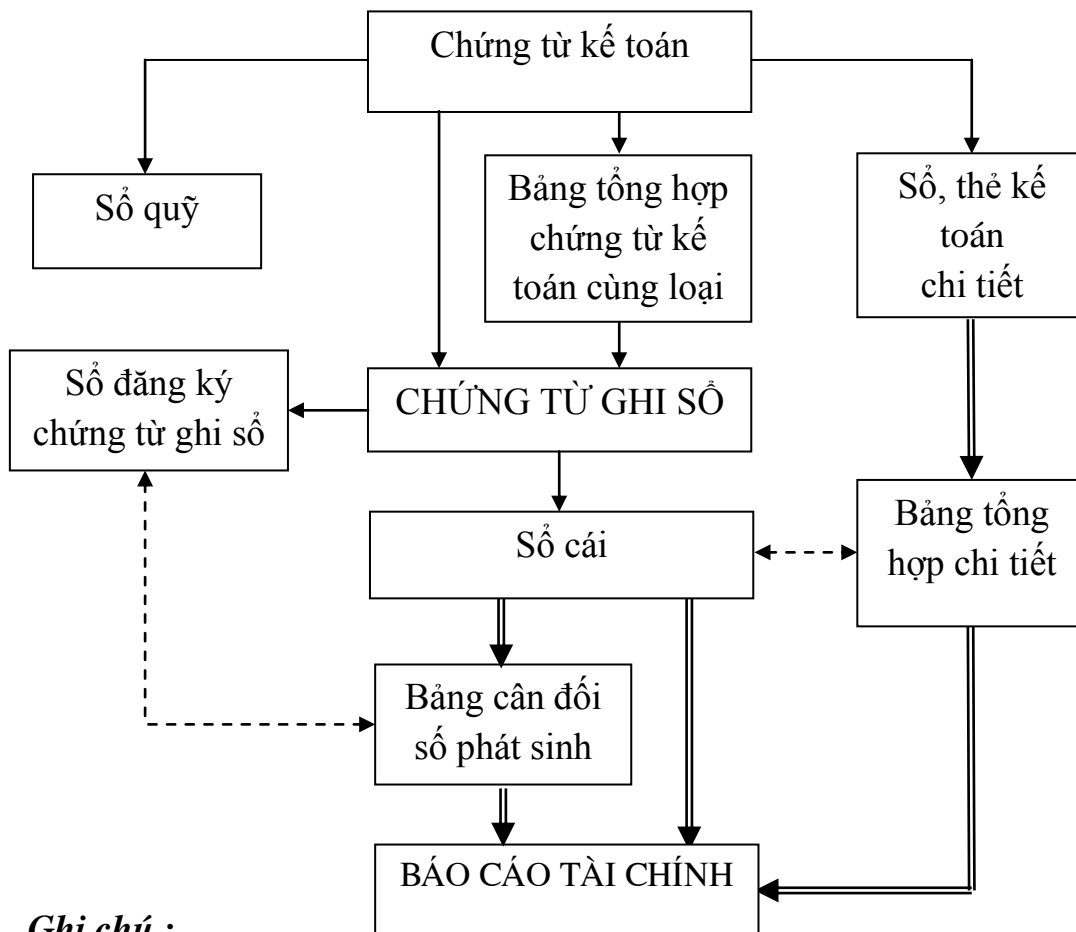 Chứng từ kế toán
Sổ quỹ
Bảng tổng hợp
chứng từ kế
toán cùng loại
Sổ, thẻ kế
toán
chi tiết
Sổ đăng ký
chứng từ ghi sổ
CHỨNG TỪ GHI SỔ
Sổ cái
Bảng tổng
hợp chi tiết
Bảng cân đối
số phát sinh
BÁO CÁO TÀI CHÍNH
Ghi chú :